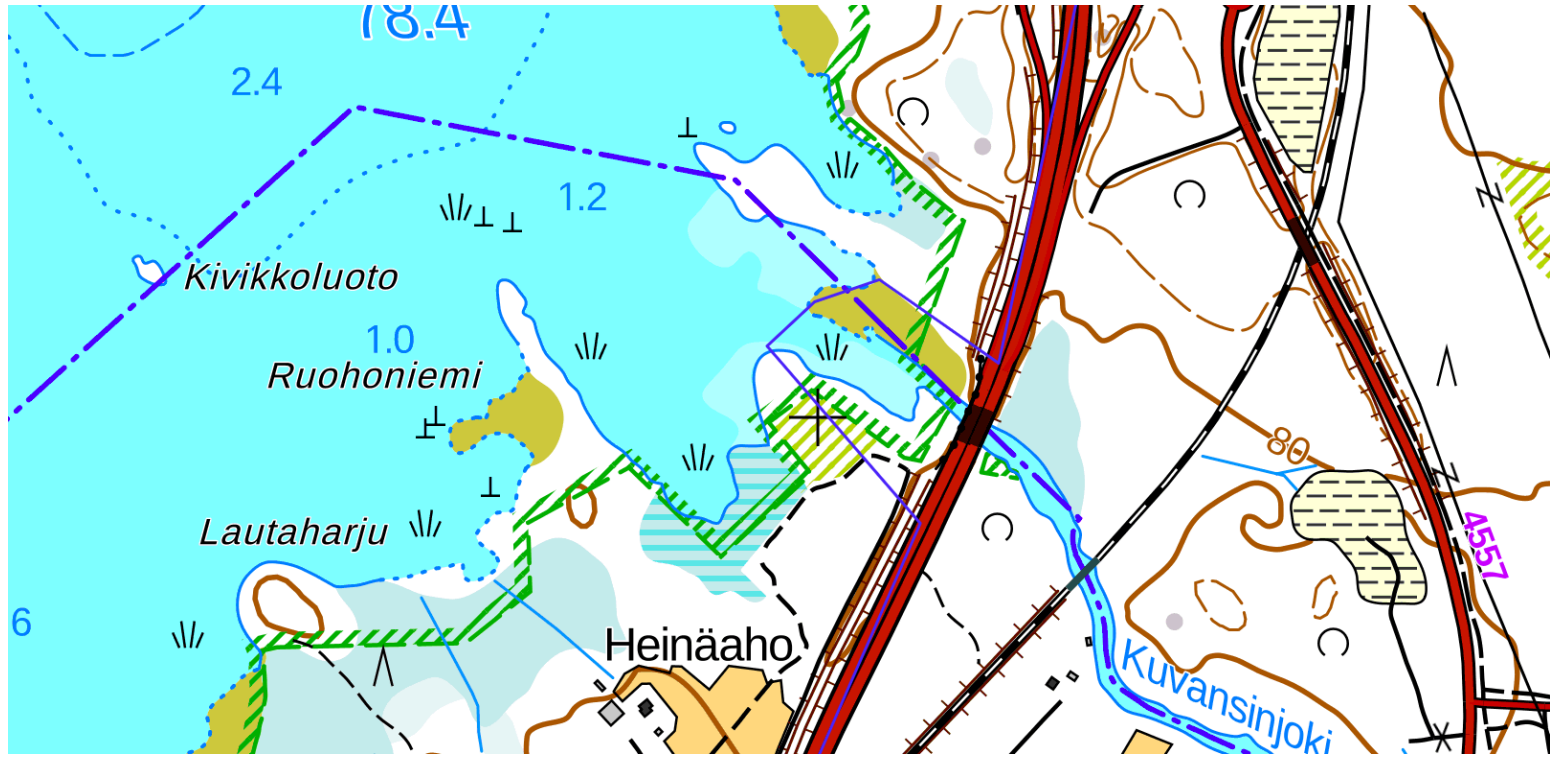 78.4
2.4
1.2
Kivikkoluoto
1.0
Ruohoniemi
80
Lautaharju
4557
6
Heinäaho
Kuvansinjoki